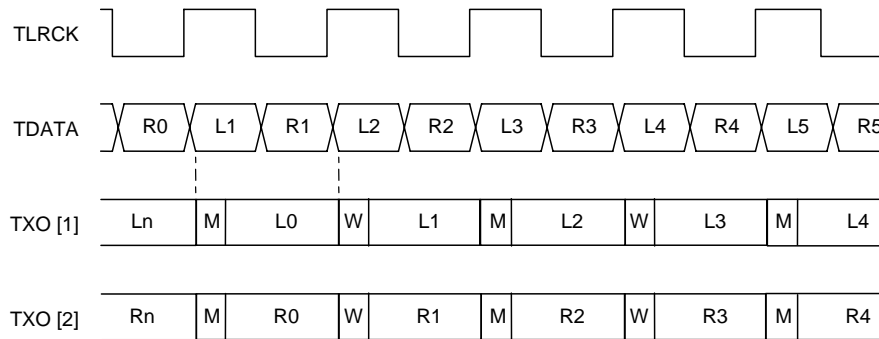 TLRCK
TDATA R0 L1 R1 L2 R2 L3 R3 L4 R4 L5 R5
TXO [1] Ln M L0 W L1 M L2 W L3 M L4
TXO [2] Rn M R0 W R1 M R2 W R3 M R4